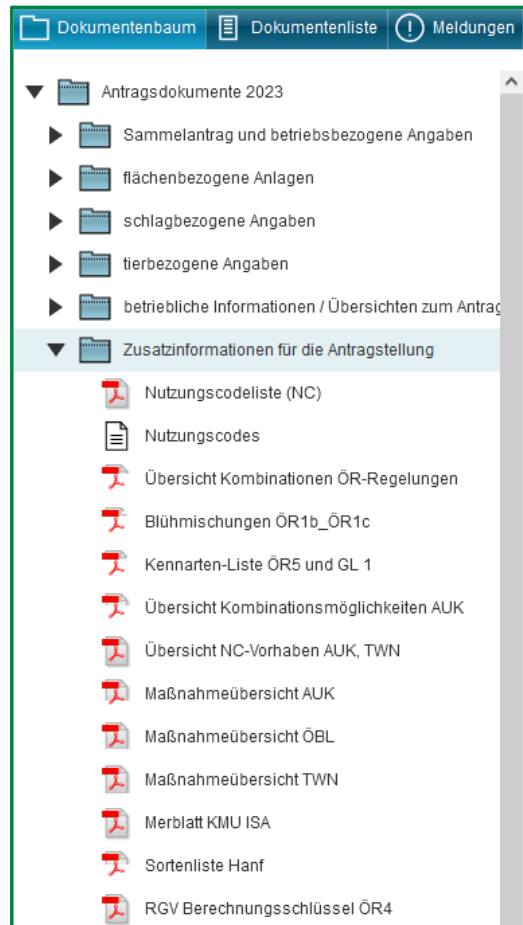 Dokumentenbaum Dokumentenliste Meldungen
Antragsdokumente 2023
Sammelantrag und betriebsbezogene Angaben
flächenbezogene Anlagen
schlagbezogene Angaben
tierbezogene Angaben
betriebliche Informationen / Übersichten zum Antrag
Zusatzinformationen für die Antragstellung
Nutzungscodeliste (NC)
Nutzungscodes
Übersicht Kombinationen ÖR-Regelungen
Blühmischungen ÖR1b_ÖR1c
Kennarten-Liste ÖR5 und GL 1
Übersicht Kombinationsmöglichkeiten AUK
Übersicht NC-Vorhaben AUK, TWN
Maßnahmeübersicht AUK
Maßnahmeübersicht ÖBL
Maßnahmeübersicht TWN
Merblatt KMU ISA
Sortenliste Hanf
RGV Berechnungsschlüssel ÖR4